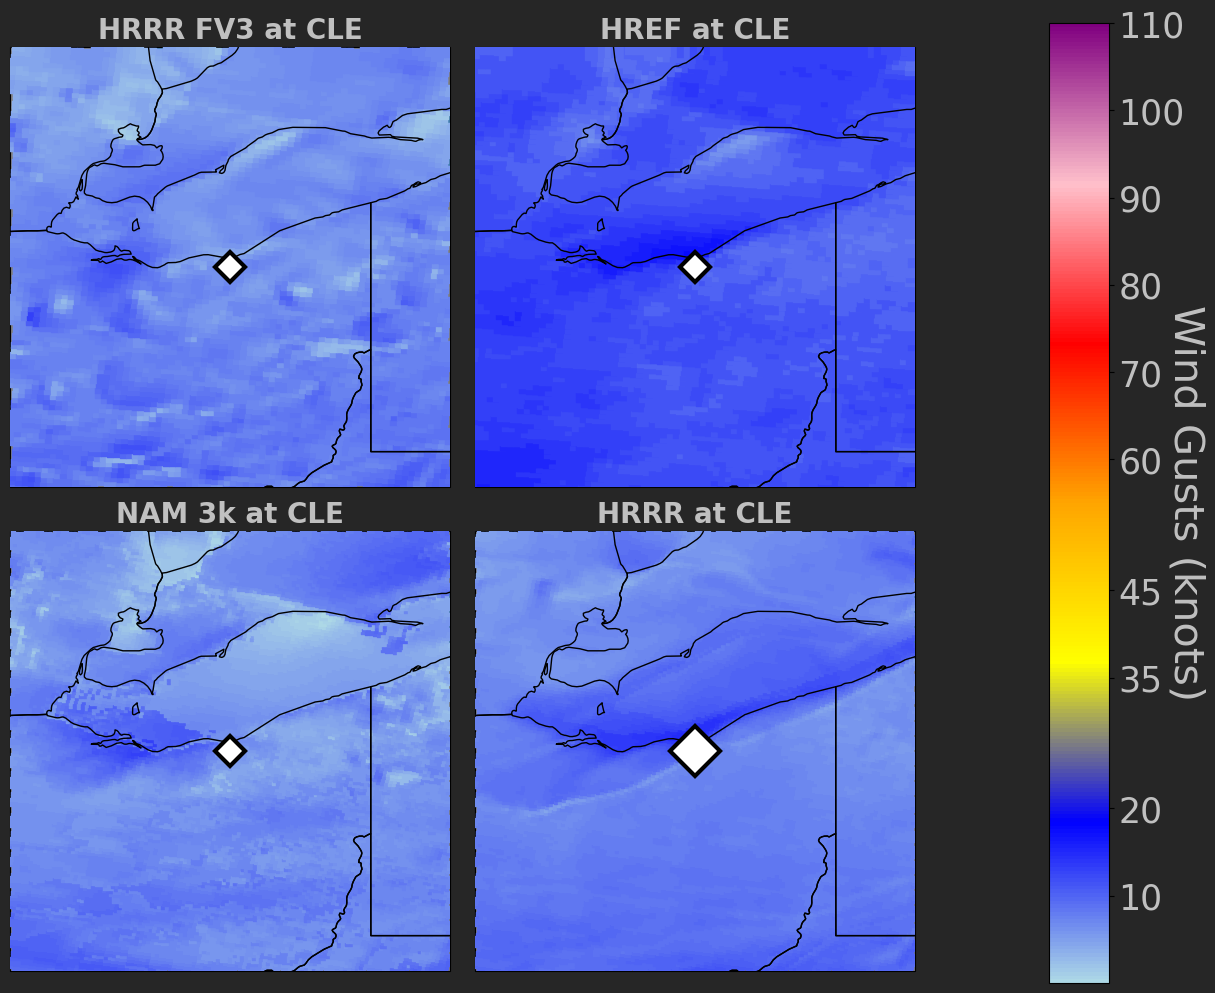 HRRR FV3 at CLE
HREF at CLE
NAM 3k at CLE
HRRR at CLE
110
100
90
80
70
60
45
35
20
10
Wind Gusts (knots)